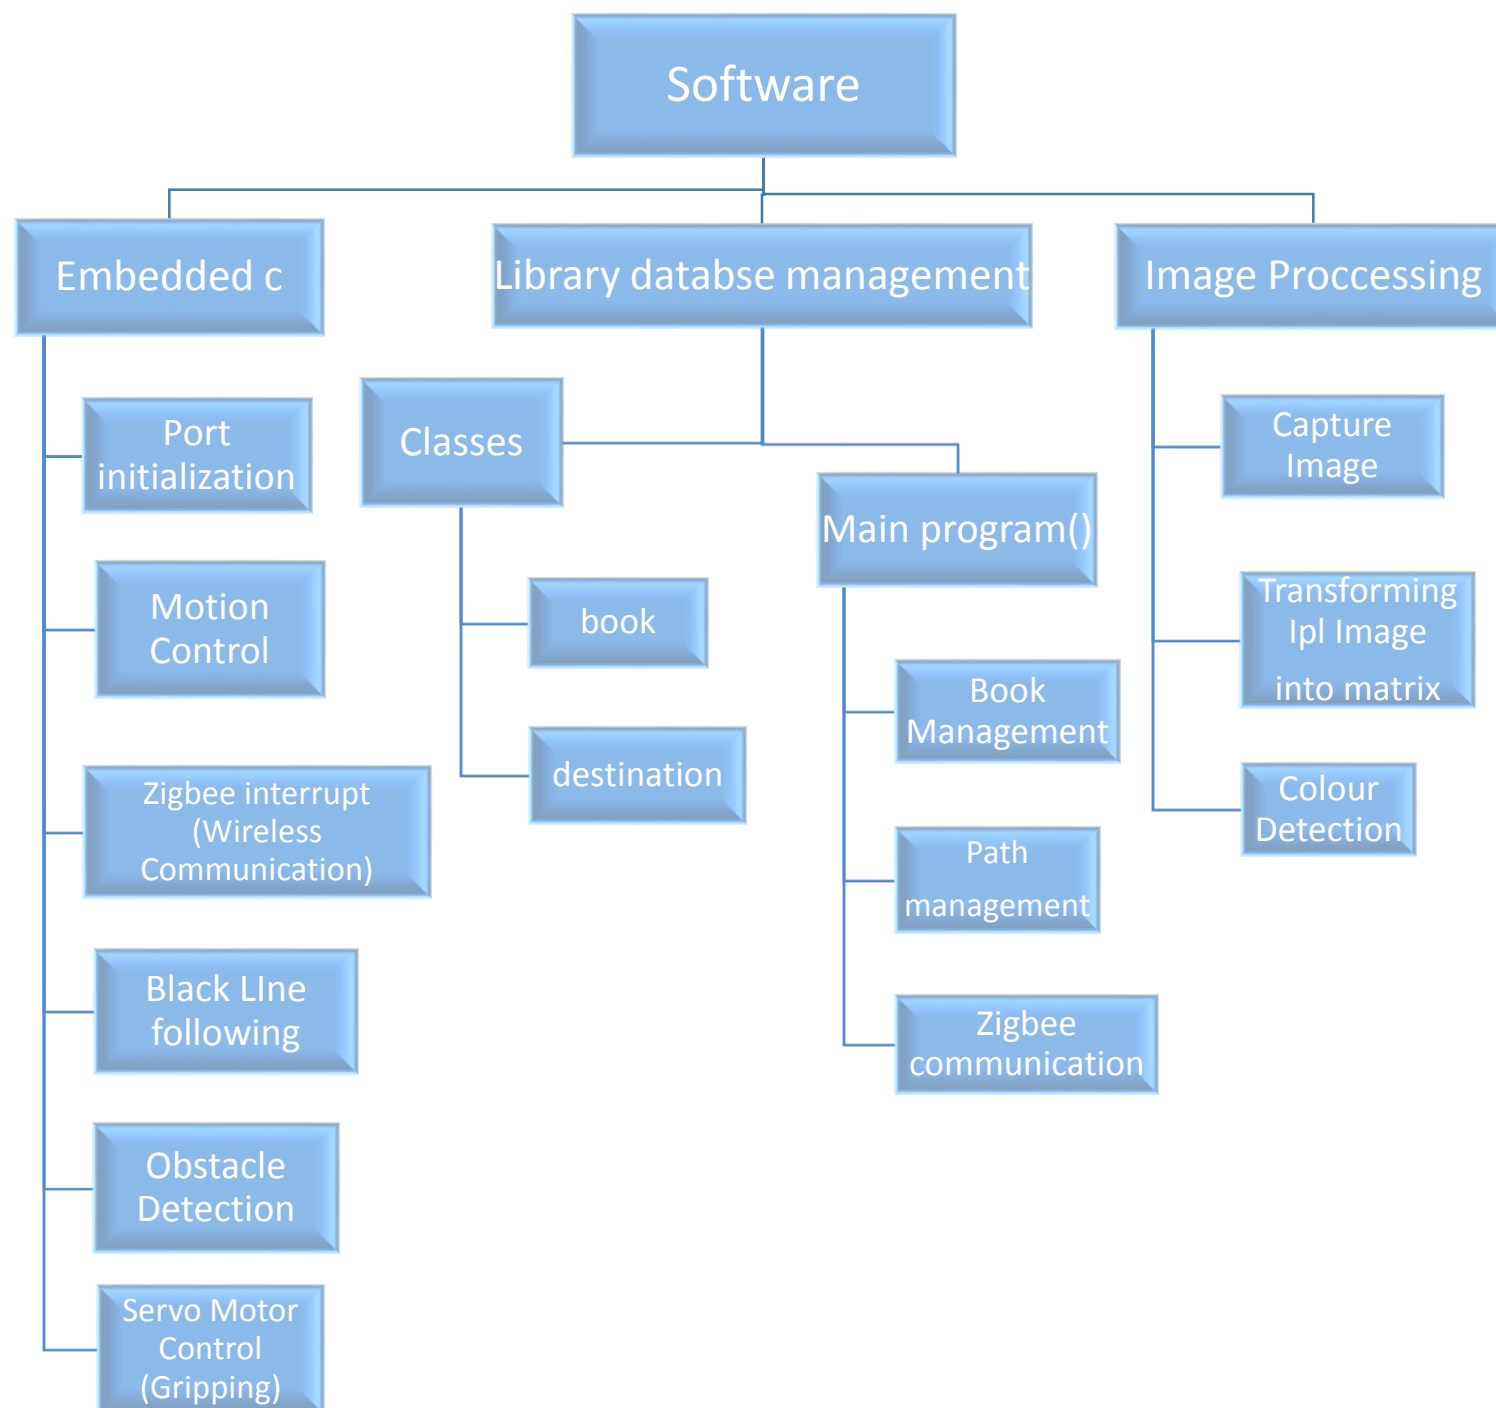 Software
Embedded c
Library databse management
Image Proccessing
Port
initialization
Motion
Control
Zigbee interrupt
(Wireless
Communication)
Black LIne
following
Obstacle
Detection
Servo Motor
Control
(Gripping)
Classes
book
destination
Main program()
Book
Management
Path
management
Zigbee
communication
Capture
Image
Transforming
Ipl Image
into matrix
Colour
Detection